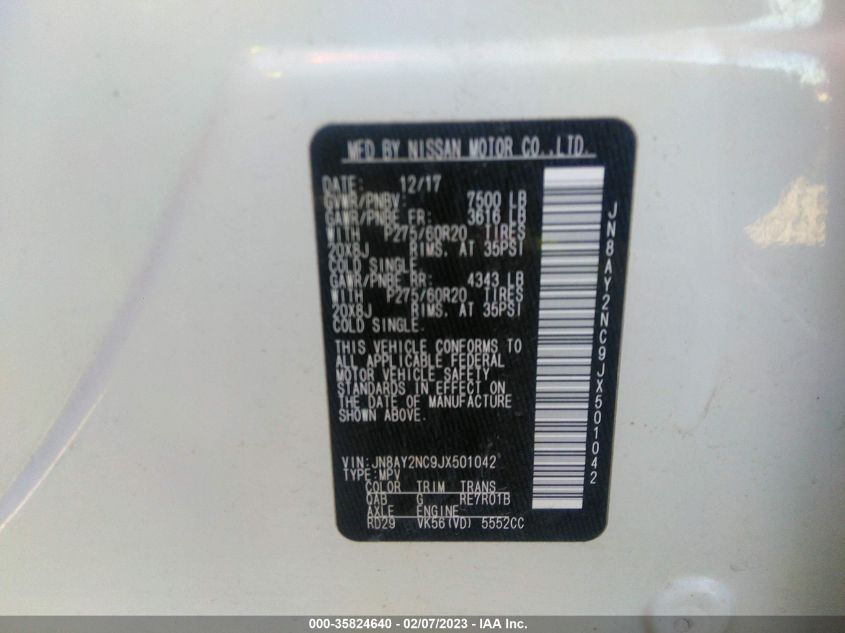 MFD BY NISSAN MOTOR CO.,LTD.
DATE: 12/17
GVWR/PNBV: 7500 LB
GAWR/PNBE FR: 3616 LB
WITH P275/60R20 TIRES
20X8J RIMS. AT 35PSI
COLD SINGLE.
GAWR/PNBE RR: 4343 LB
WITH P275/60R20 TIRES
20X8J RIMS. AT 35PSI
COLD SINGLE.
THIS VEHICLE CONFORMS TO
ALL APPLICABLE FEDERAL
MOTOR VEHICLE SAFETY
STANDARDS IN EFFECT ON
THE DATE OF MANUFACTURE
SHOWN ABOVE.
VIN:JN8AY2NC9JX501042
TYPE:MPV
COLOR TRIM TRANS
QAB G RE7R01B
AXLE ENGINE
RD29 VK56(VD) 5552CC
JN8AY2NC9JX501042
000-35824640 - 02/07/2023 - IAA Inc.